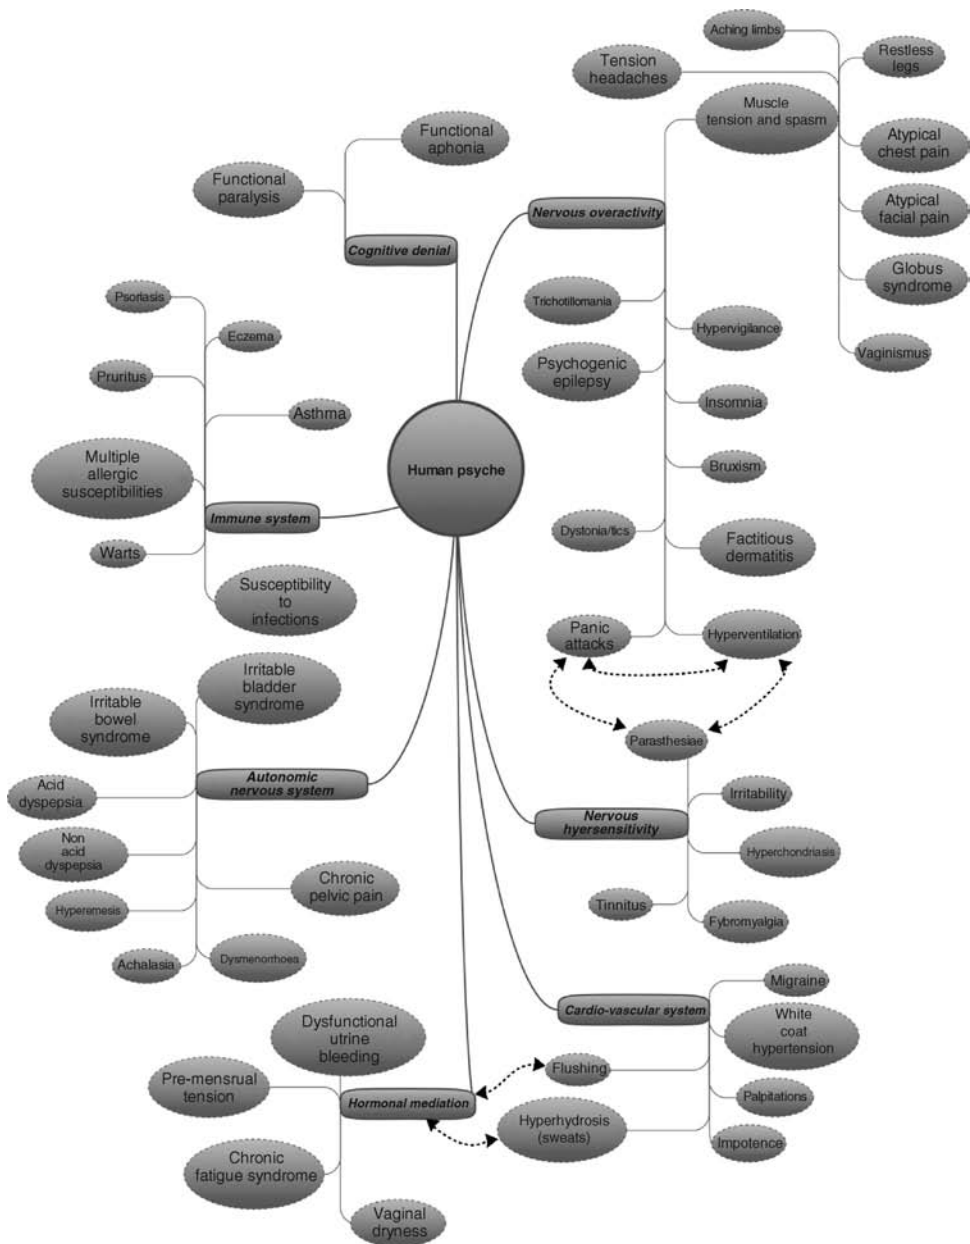 Aching limbs
Restless
legs
Tension
headaches
Muscle
tension and spasm
Functional
aphonia
Atypical
chest pain
Functional
paralysis
Nervous overactivity
Atypical
facial pain
Cognitive denial
Globus
syndrome
Psoriasis
Trichotillomania
Eczema
Hypervigilance
Vaginismus
Pruritus
Psychogenic
epilepsy
Asthma
Insomnia
Multiple
allergic
susceptibilities
Human psyche
Bruxism
Immune system
Warts
Dystonia/tics
Factitious
dermatitis
Susceptibility
to
infections
Panic
attacks
Hyperventilation
Irritable
bladder
syndrome
Irritable
bowel
syndrome
Parasthesiae
Acid
dyspepsia
Autonomic
nervous system
Irritability
Nervous
hyersensitivity
Non
acid
dyspepsia
Hyperchondriasis
Chronic
pelvic pain
Hyperemesis
Tinnitus
Fybromyalgia
Achalasia
Dysmenorrhoea
Migraine
Cardio-vascular system
White
coat
hypertension
Dysfunctional
utrine
bleeding
Flushing
Pre-mensrual
tension
Hormonal mediation
Palpitations
Hyperhydrosis
(sweats)
Impotence
Chronic
fatigue syndrome
Vaginal
dryness